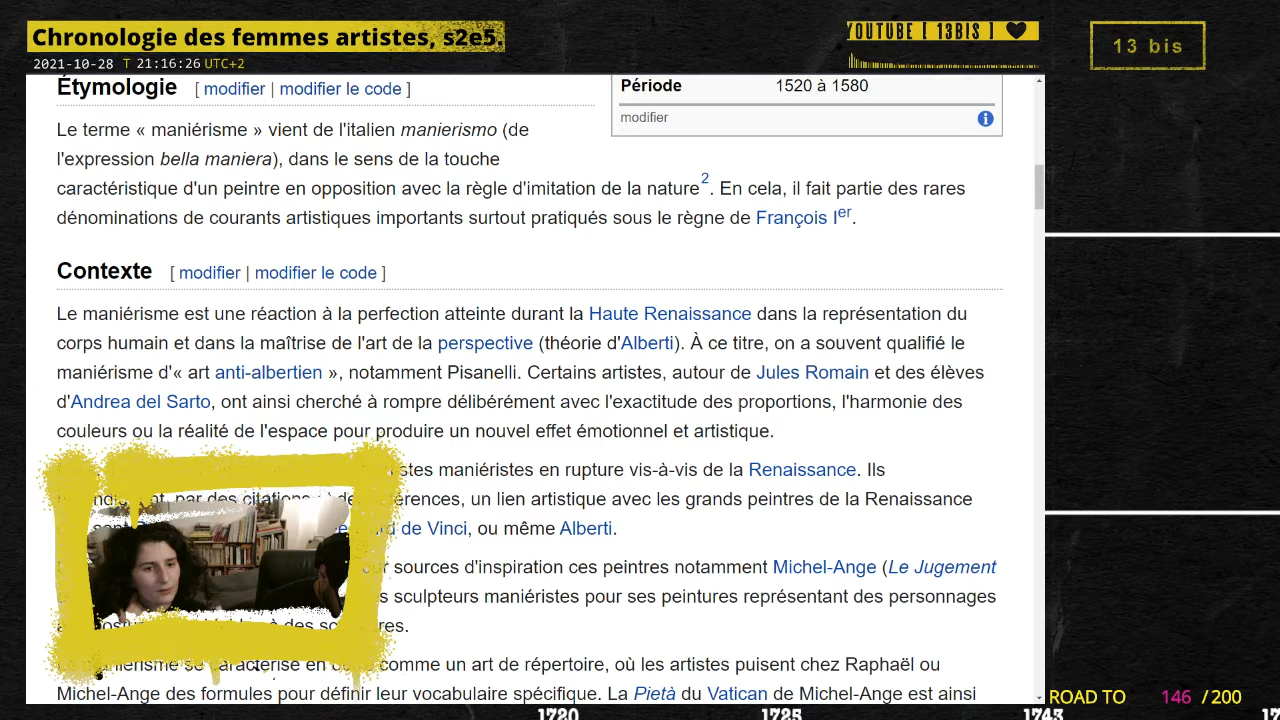 Chronologie des femmes artistes, s2e5
2021-10-28 T 21:16:26 UTC+2
YOUTUBE [ 13BIS ]
13 bis
Étymologie [ modifier | modifier le code ]
Période 1520 à 1580
modifier
Le terme « maniérisme » vient de l'italien manierismo (de
l'expression bella maniera), dans le sens de la touche
caractéristique d'un peintre en opposition avec la règle d'imitation de la nature2. En cela, il fait partie des rares
dénominations de courants artistiques importants surtout pratiqués sous le règne de François Ier.
Contexte [ modifier | modifier le code ]
Le maniérisme est une réaction à la perfection atteinte durant la Haute Renaissance dans la représentation du
corps humain et dans la maîtrise de l'art de la perspective (théorie d'Alberti). À ce titre, on a souvent qualifié le
maniérisme d'« art anti-albertien », notamment Pisanelli. Certains artistes, autour de Jules Romain et des élèves
d'Andrea del Sarto, ont ainsi cherché à rompre délibérément avec l'exactitude des proportions, l'harmonie des
couleurs ou la réalité de l'espace pour produire un nouvel effet émotionnel et artistique.
maniéristes en rupture vis-à-vis de la Renaissance. Ils
par des citations, un lien artistique avec les grands peintres de la Renaissance
de Vinci, ou même Alberti.
sources d'inspiration ces peintres notamment Michel-Ange (Le Jugement
sculpteurs maniéristes pour ses peintures représentant des personnages
à des
se caractérise en comme un art de répertoire, où les artistes puisent chez Raphaël ou
Michel-Ange des formules pour définir leur vocabulaire spécifique. La Pietà du Vatican de Michel-Ange est ainsi
ROAD TO 146 / 200
1720 1725 1743